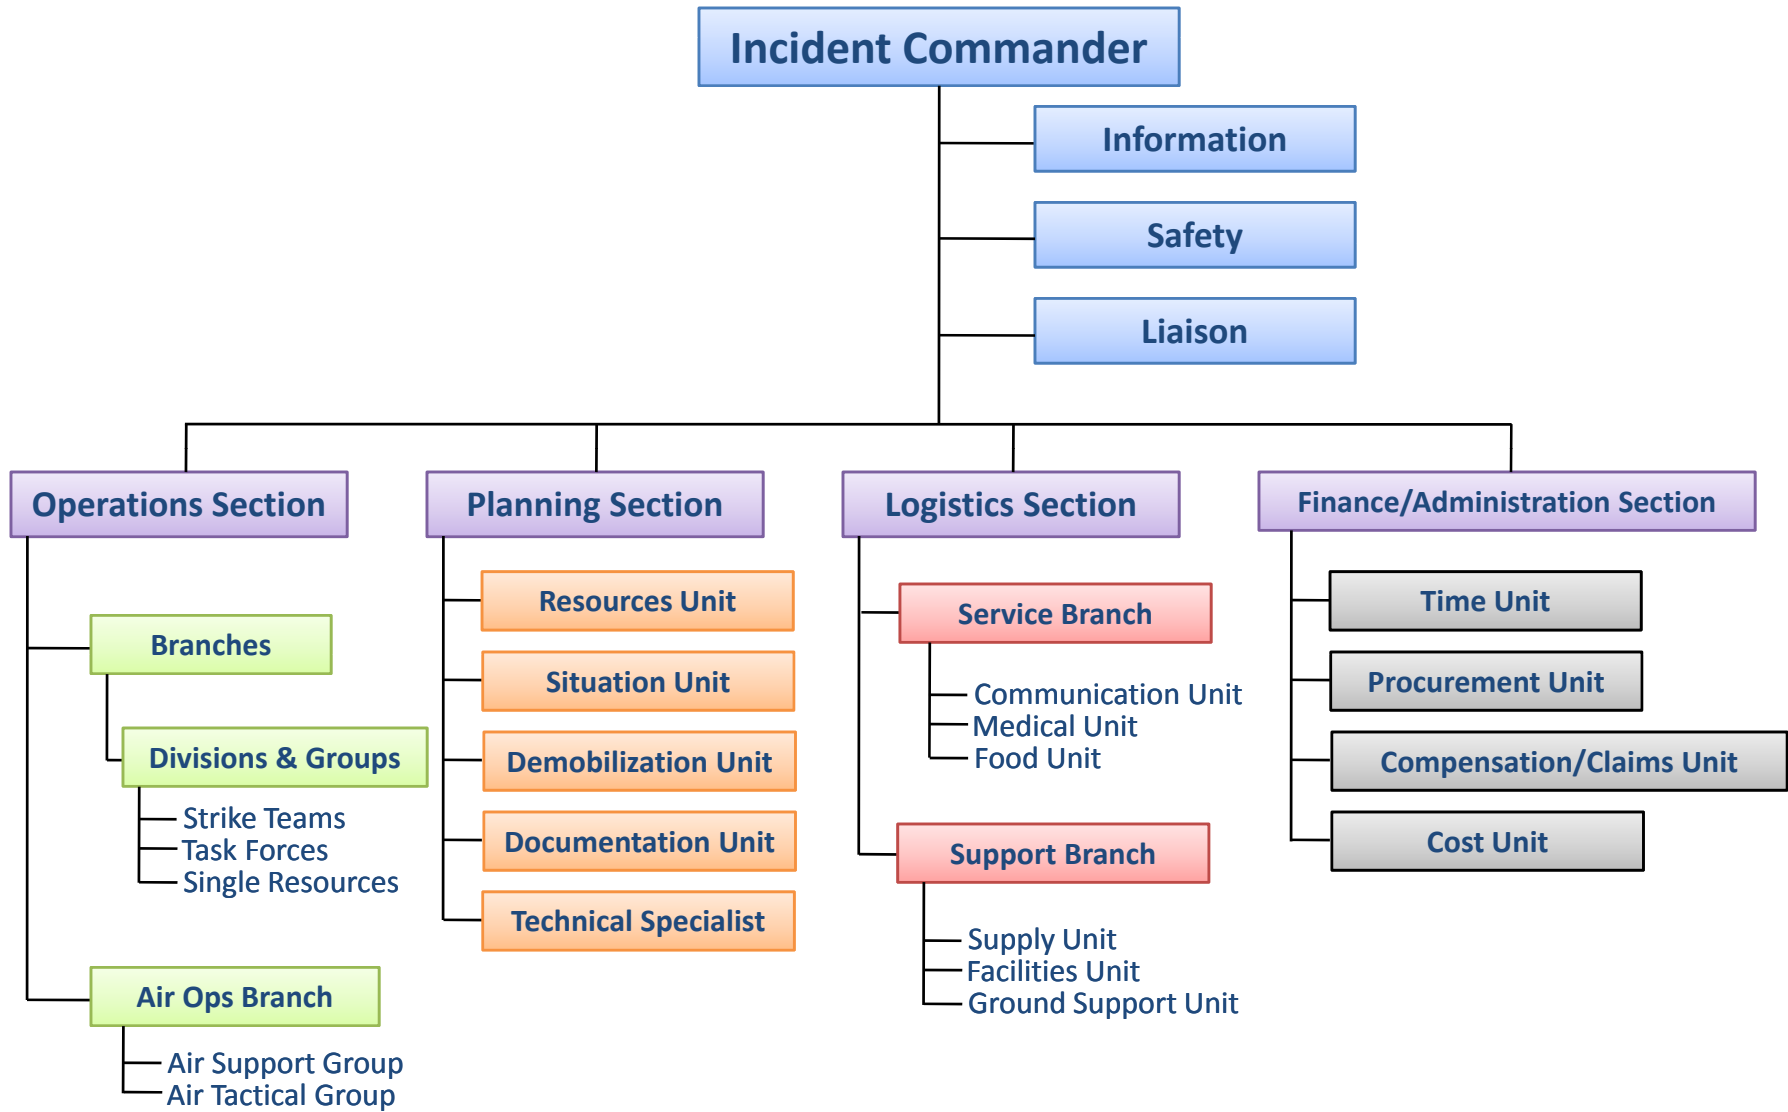 Incident Commander
Information
Safety
Liaison
Operations Section
Branches
Divisions & Groups
Strike Teams
Task Forces
Single Resources
Air Ops Branch
Air Support Group
Air Tactical Group
Planning Section
Resources Unit
Situation Unit
Demobilization Unit
Documentation Unit
Technical Specialist
Logistics Section
Service Branch
Communication Unit
Medical Unit
Food Unit
Support Branch
Supply Unit
Facilities Unit
Ground Support Unit
Finance/Administration Section
Time Unit
Procurement Unit
Compensation/Claims Unit
Cost Unit